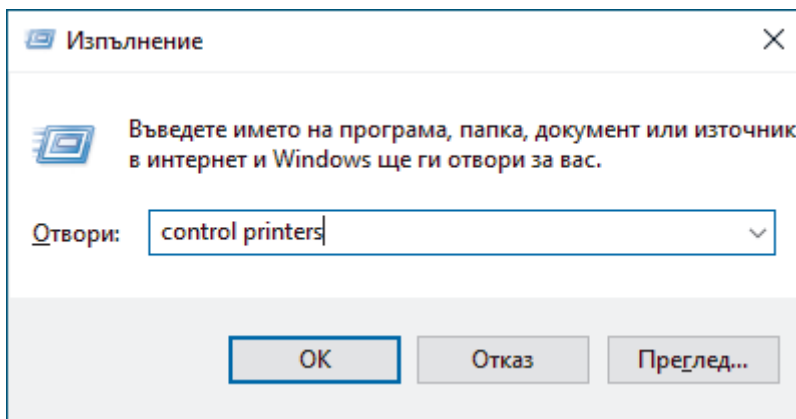 Изпълнение
Въведете името на програма, папка, документ или източник
в интернет и Windows ще ги отвори за вас.
Отвори: control printers
OK Отказ Преглед...